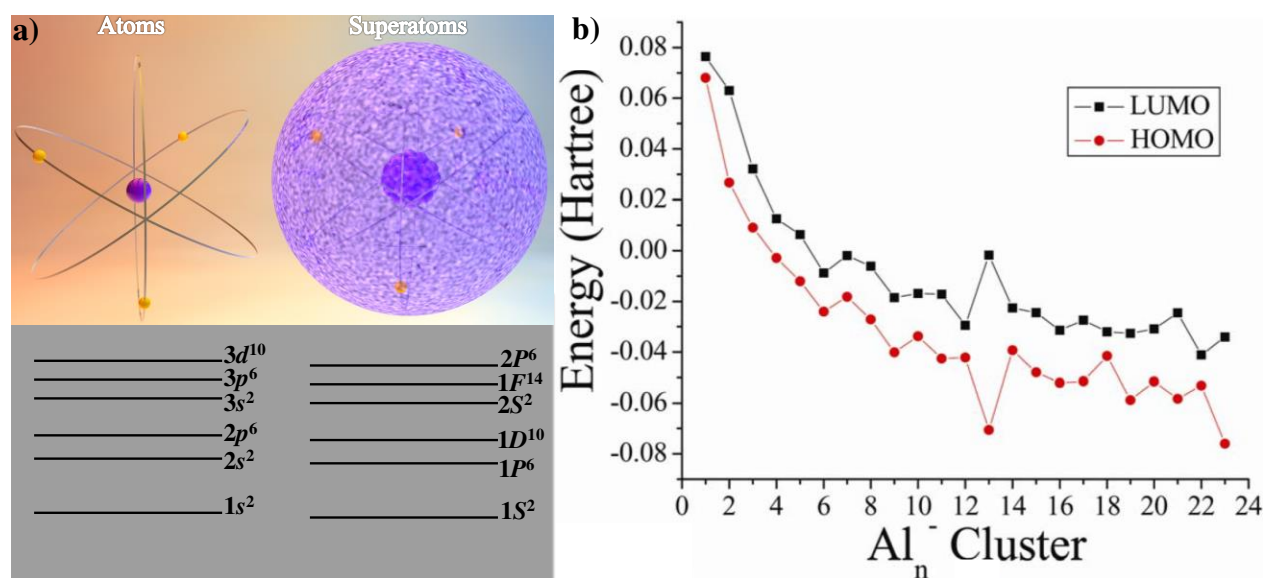 a)
Atoms
Superatoms
3d¹⁰
3p⁶
3s²
2p⁶
2s²
1s²
2P⁶
1F¹⁴
2S²
1D¹⁰
1P⁶
1S²
b)
Energy (Hartree)
0.08
0.06
0.04
0.02
0.00
-0.02
-0.04
-0.06
-0.08
LUMO
HOMO
0 2 4 6 8 10 12 14 16 18 20 22 24
Alₙ⁻ Cluster